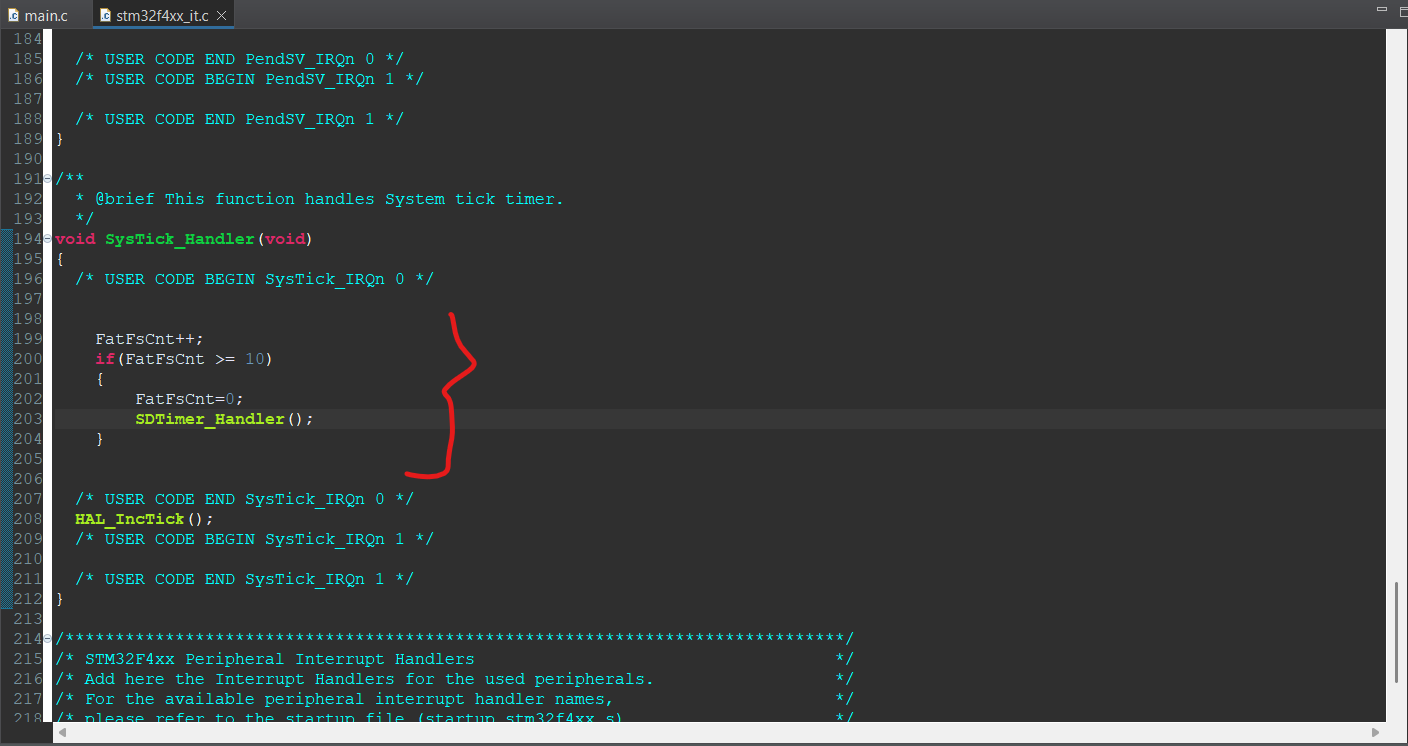 main.c
stm32f4xx_it.c
184
185 /* USER CODE END PendSV_IRQn 0 */
186 /* USER CODE BEGIN PendSV_IRQn 1 */
187
188 /* USER CODE END PendSV_IRQn 1 */
189 }
190
191 /**
192 * @brief This function handles System tick timer.
193 */
194 void SysTick_Handler(void)
195 {
196 /* USER CODE BEGIN SysTick_IRQn 0 */
197
198
199 FatFsCnt++;
200 if(FatFsCnt >= 10)
201 {
202 FatFsCnt=0;
203 SDTimer_Handler();
204 }
205
206
207 /* USER CODE END SysTick_IRQn 0 */
208 HAL_IncTick();
209 /* USER CODE BEGIN SysTick_IRQn 1 */
210
211 /* USER CODE END SysTick_IRQn 1 */
212 }
213
214 /******************************************************************************/
215 /* STM32F4xx Peripheral Interrupt Handlers */
216 /* Add here the Interrupt Handlers for the used peripherals. */
217 /* For the available peripheral interrupt handler names, */
218 /* please refer to the startup file (startup_stm32f4xx.s). */